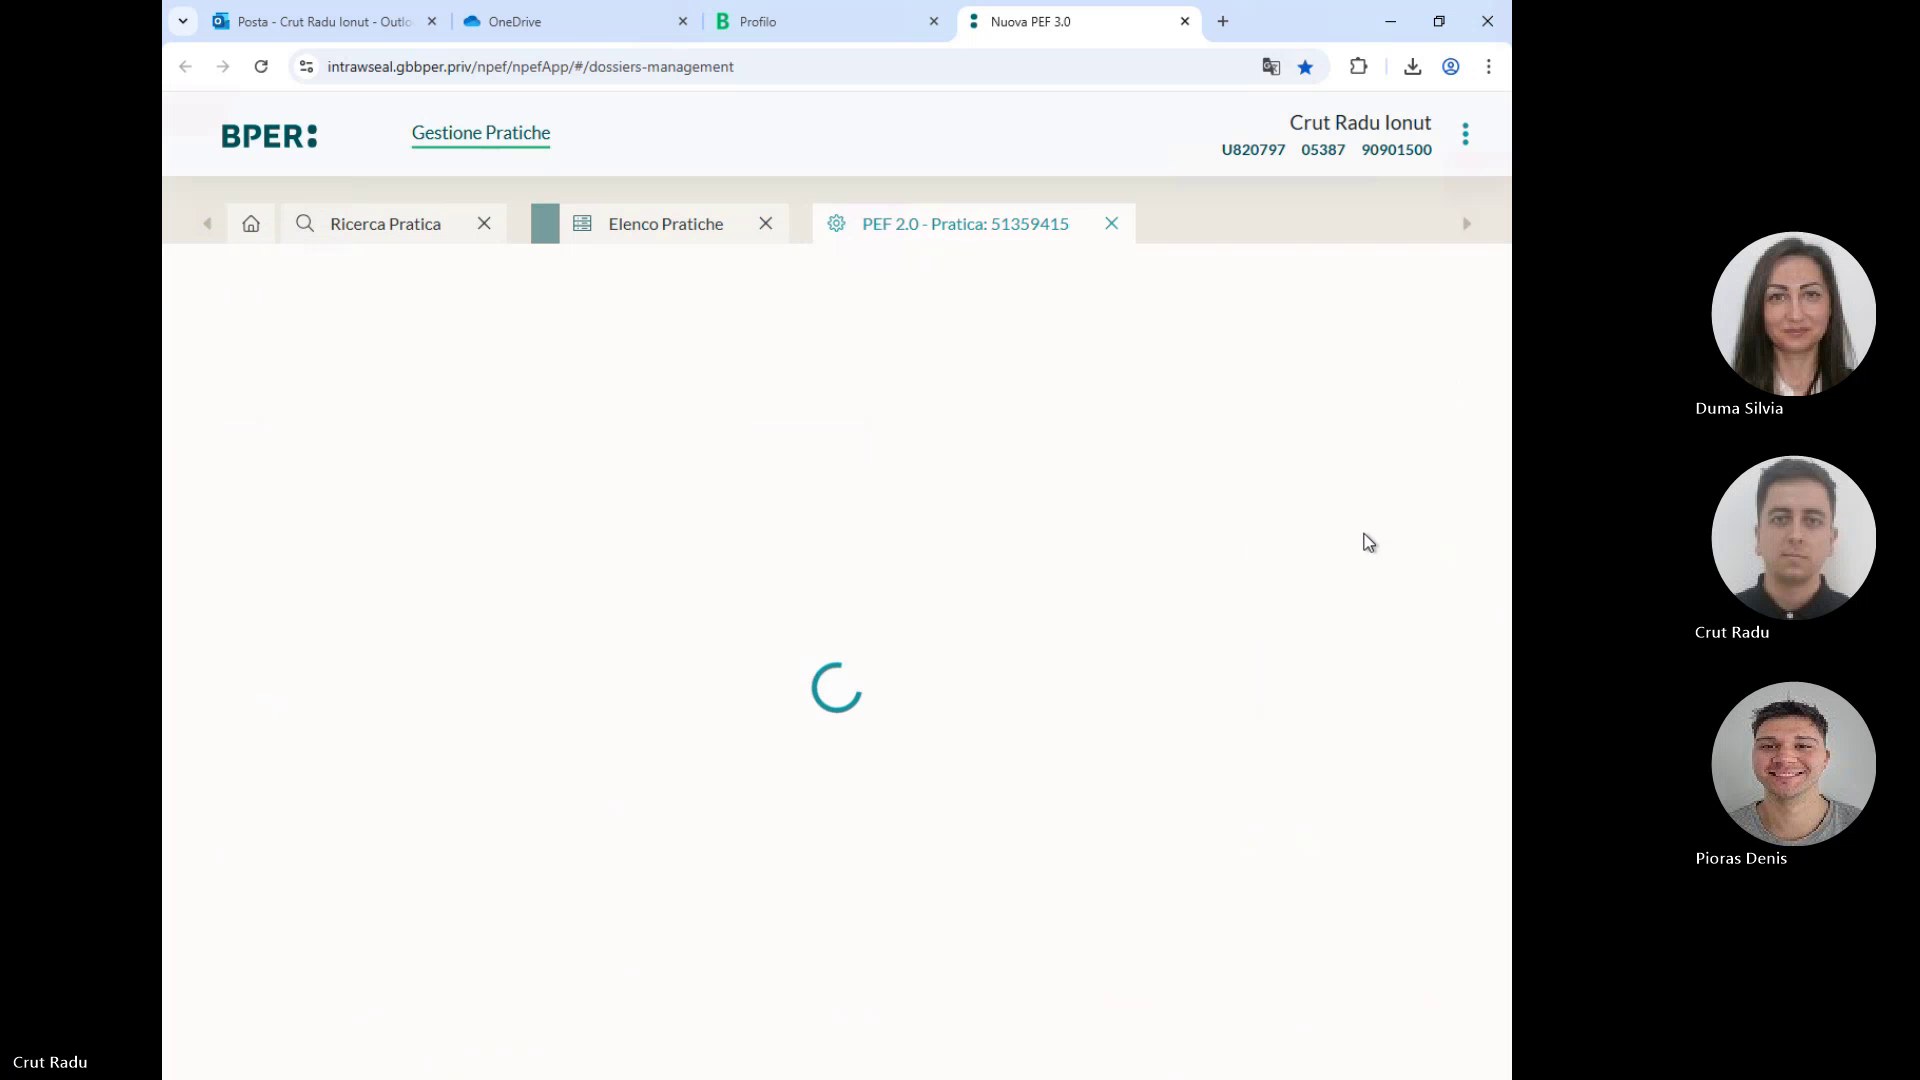 Posta - Crut Radu Ionut - Outlo
OneDrive
Profilo
Nuova PEF 3.0
intrawseal.gbbper.priv/npef/npefApp/#/dossiers-management
BPER:
Gestione Pratiche
Crut Radu Ionut
U820797 05387 90901500
Ricerca Pratica
Elenco Pratiche
PEF 2.0 - Pratica: 51359415
Duma Silvia
Crut Radu
Pioras Denis
Crut Radu